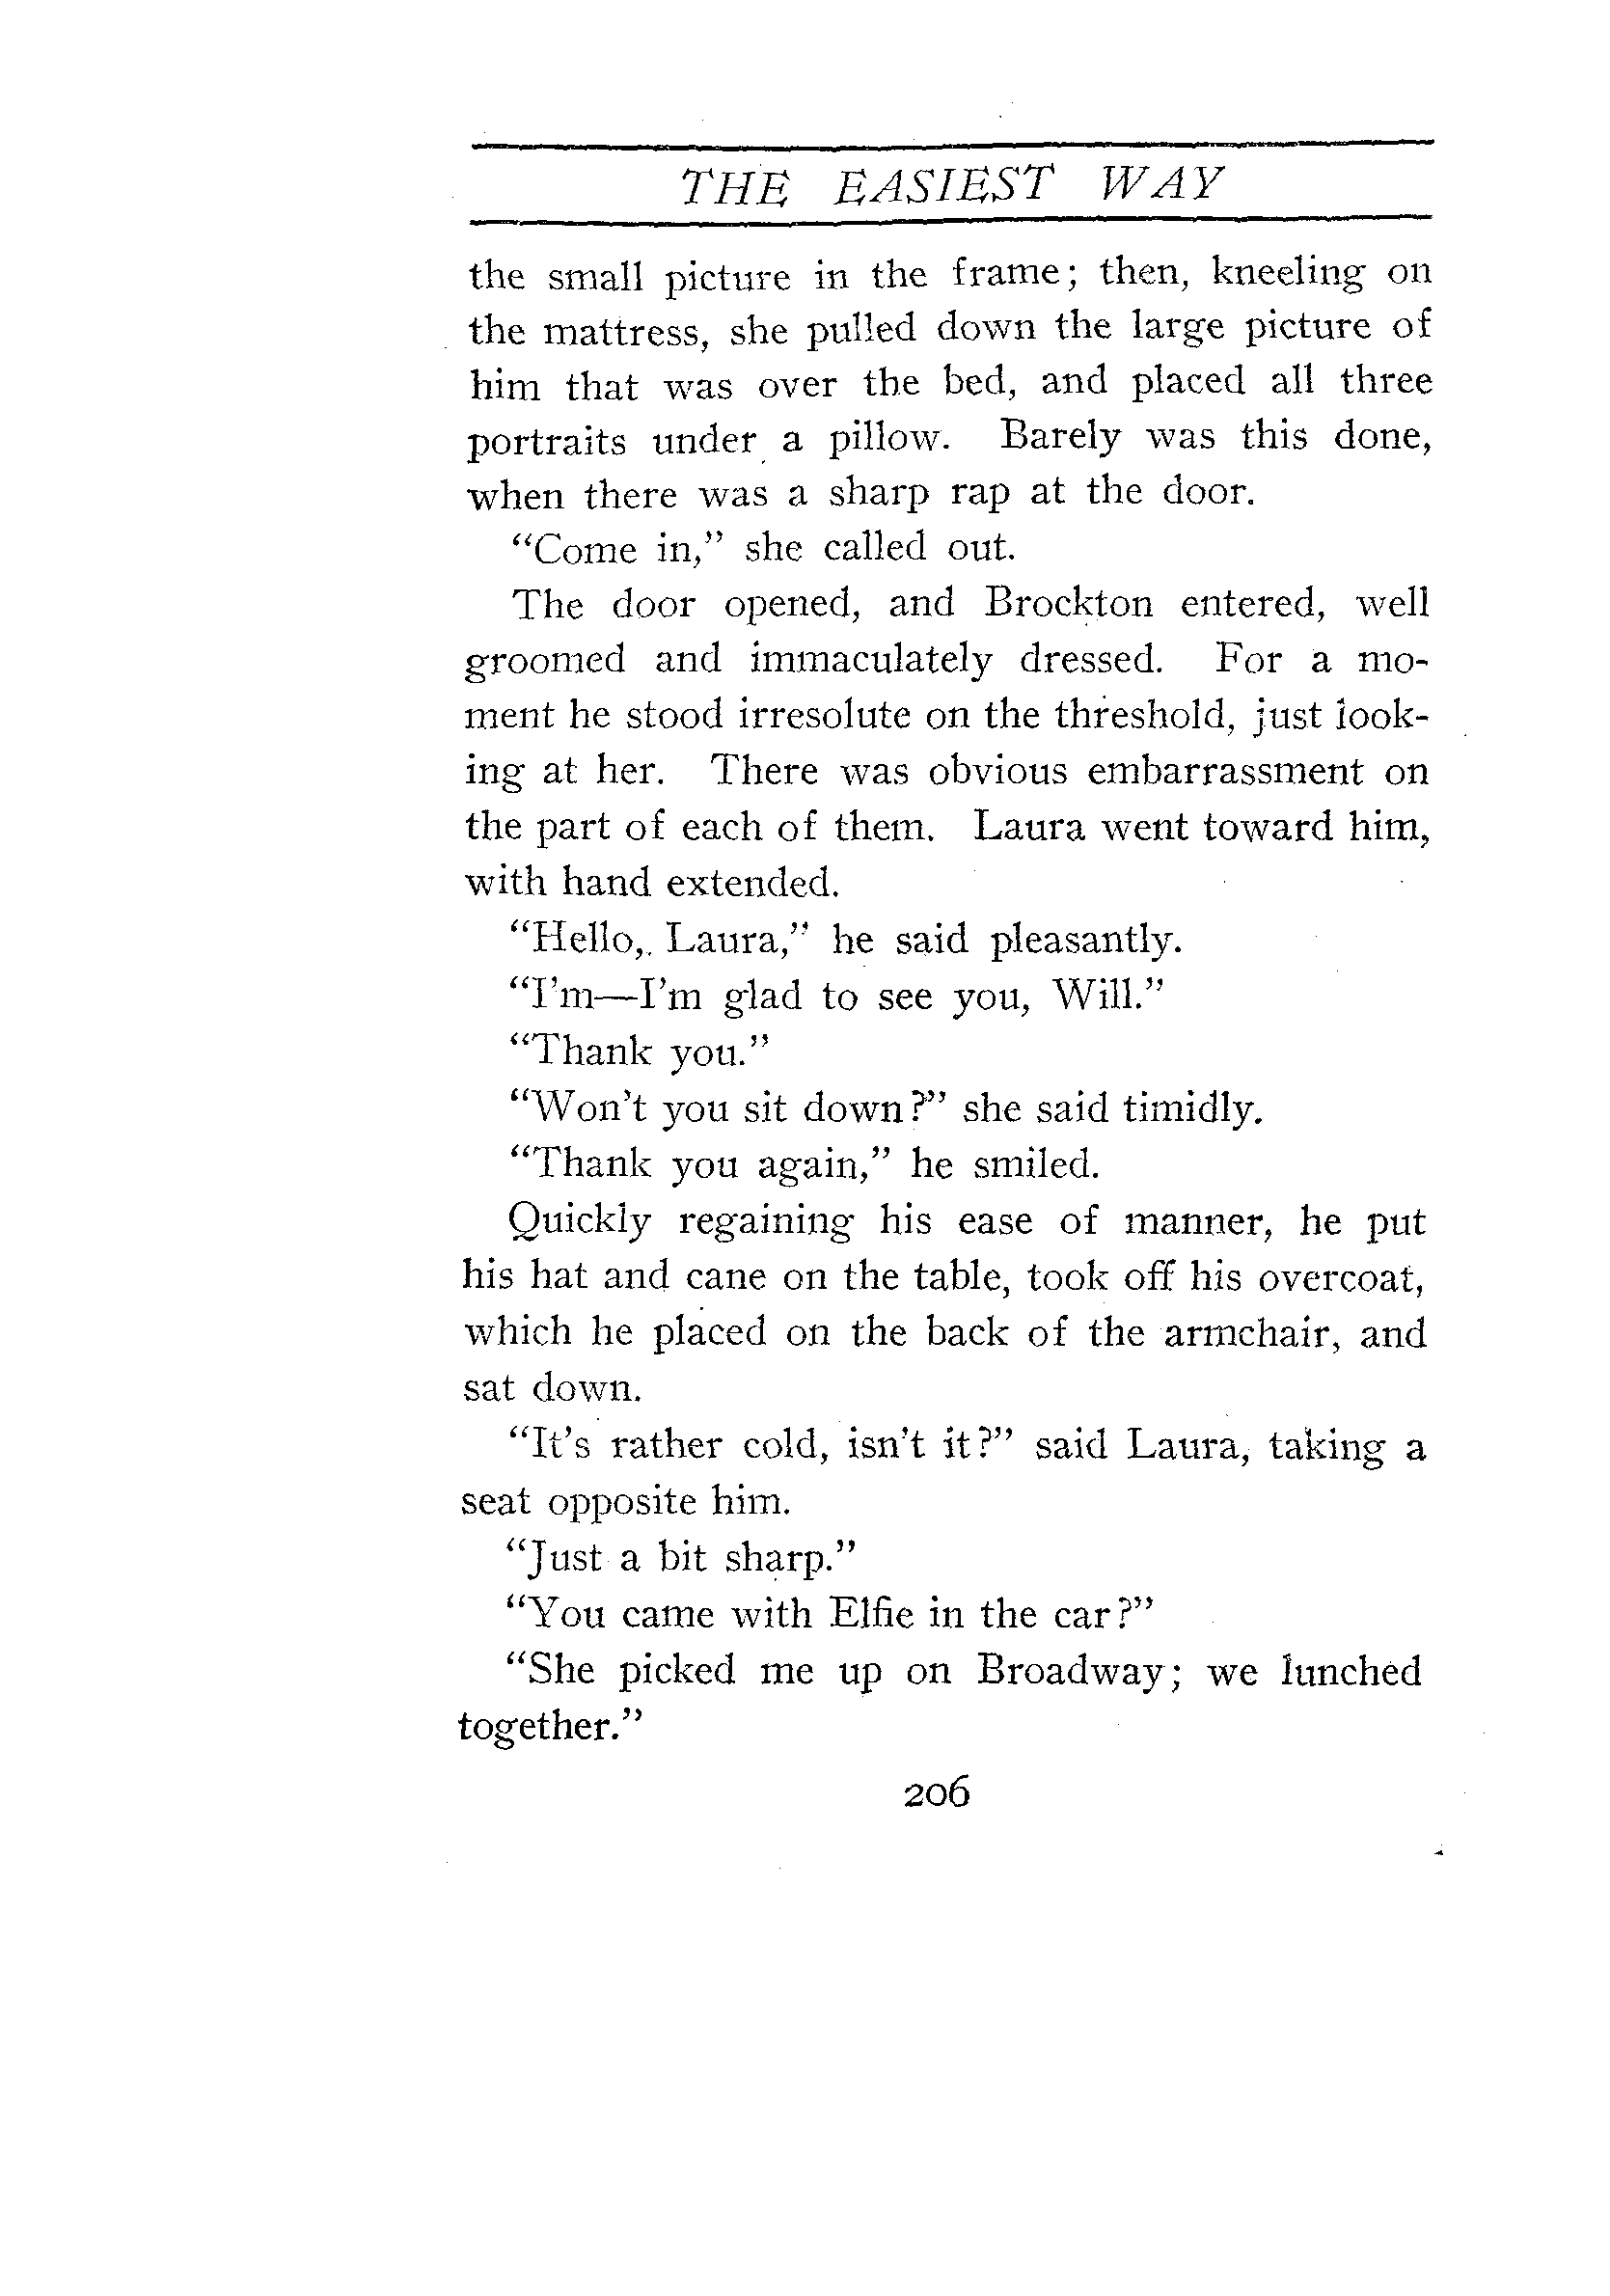 THE EASIEST WAY
the small picture in the frame; then, kneeling on
the mattress, she pulled down the large picture of
him that was over the bed, and placed all three
portraits under a pillow. Barely was this done,
when there was a sharp rap at the door.
“Come in,” she called out.
The door opened, and Brockton entered, well
groomed and immaculately dressed. For a mo-
ment he stood irresolute on the threshold, just look-
ing at her. There was obvious embarrassment on
the part of each of them. Laura went toward him,
with hand extended.
“Hello, Laura,” he said pleasantly.
“I’m—I’m glad to see you, Will.”
“Thank you.”
“Won’t you sit down?” she said timidly.
“Thank you again,” he smiled.
Quickly regaining his ease of manner, he put
his hat and cane on the table, took off his overcoat,
which he placed on the back of the armchair, and
sat down.
“It’s rather cold, isn’t it?” said Laura, taking a
seat opposite him.
“Just a bit sharp.”
“You came with Elfie in the car?”
“She picked me up on Broadway; we lunched
together.”
206